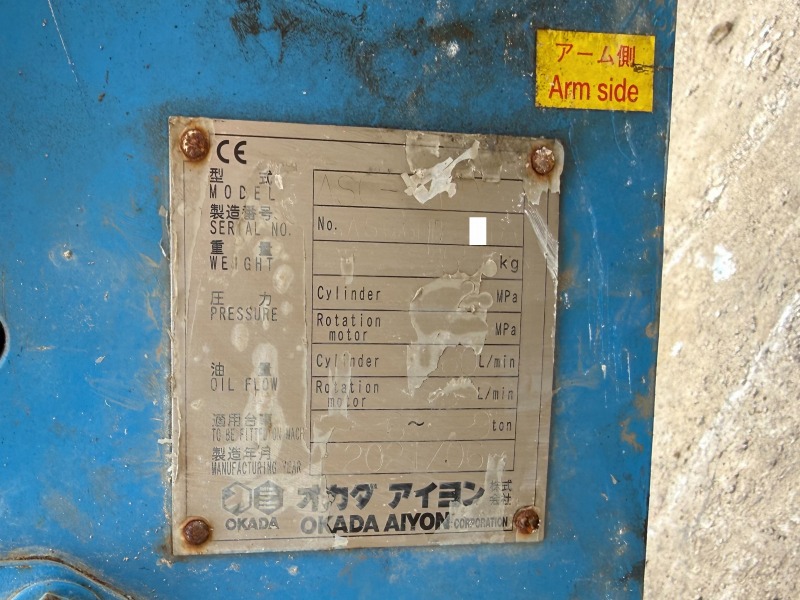 アーム側
Arm side
CE
型式
MODEL
製造番号
SERIAL NO.
No.
重量
WEIGHT
kg
圧力
PRESSURE
Cylinder
MPa
Rotation motor
MPa
油量
OIL FLOW
Cylinder
L/min
Rotation motor
L/min
適用台車
TO BE FITTED ON MACH
～
ton
製造年月
MANUFACTURING YEAR
オカダ アイヨン 株式会社
OKADA
OKADA AIYON CORPORATION